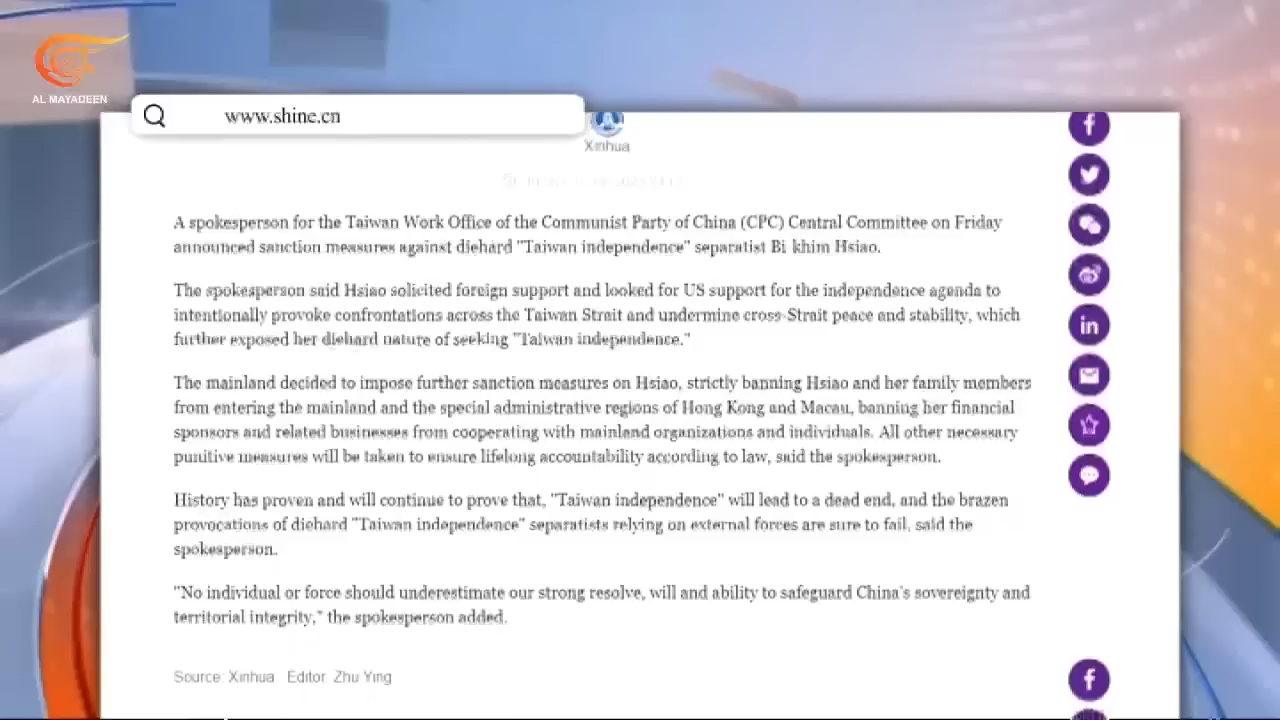 AL MAYADEEN
www.shine.cn
Xinhua
A spokesperson for the Taiwan Work Office of the Communist Party of China (CPC) Central Committee on Friday
announced sanction measures against diehard "Taiwan independence" separatist Bi khim Hsiao.
The spokesperson said Hsiao solicited foreign support and looked for US support for the independence agenda to
intentionally provoke confrontations across the Taiwan Strait and undermine cross-Strait peace and stability, which
further exposed her diehard nature of seeking "Taiwan independence."
The mainland decided to impose further sanction measures on Hsiao, strictly banning Hsiao and her family members
from entering the mainland and the special administrative regions of Hong Kong and Macau, banning her financial
sponsors and related businesses from cooperating with mainland organizations and individuals. All other necessary
punitive measures will be taken to ensure lifelong accountability according to law, said the spokesperson.
History has proven and will continue to prove that, "Taiwan independence" will lead to a dead end, and the brazen
provocations of diehard "Taiwan independence" separatists relying on external forces are sure to fail, said the
spokesperson.
"No individual or force should underestimate our strong resolve, will and ability to safeguard China's sovereignty and
territorial integrity," the spokesperson added.
Source: Xinhua Editor: Zhu Ying